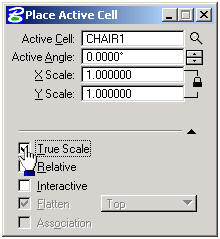 Place Active Cell
Active Cell: CHAIR1
Active Angle: 0.0000°
X Scale: 1.000000
Y Scale: 1.000000
True Scale
Relative
Interactive
Flatten Top
Association